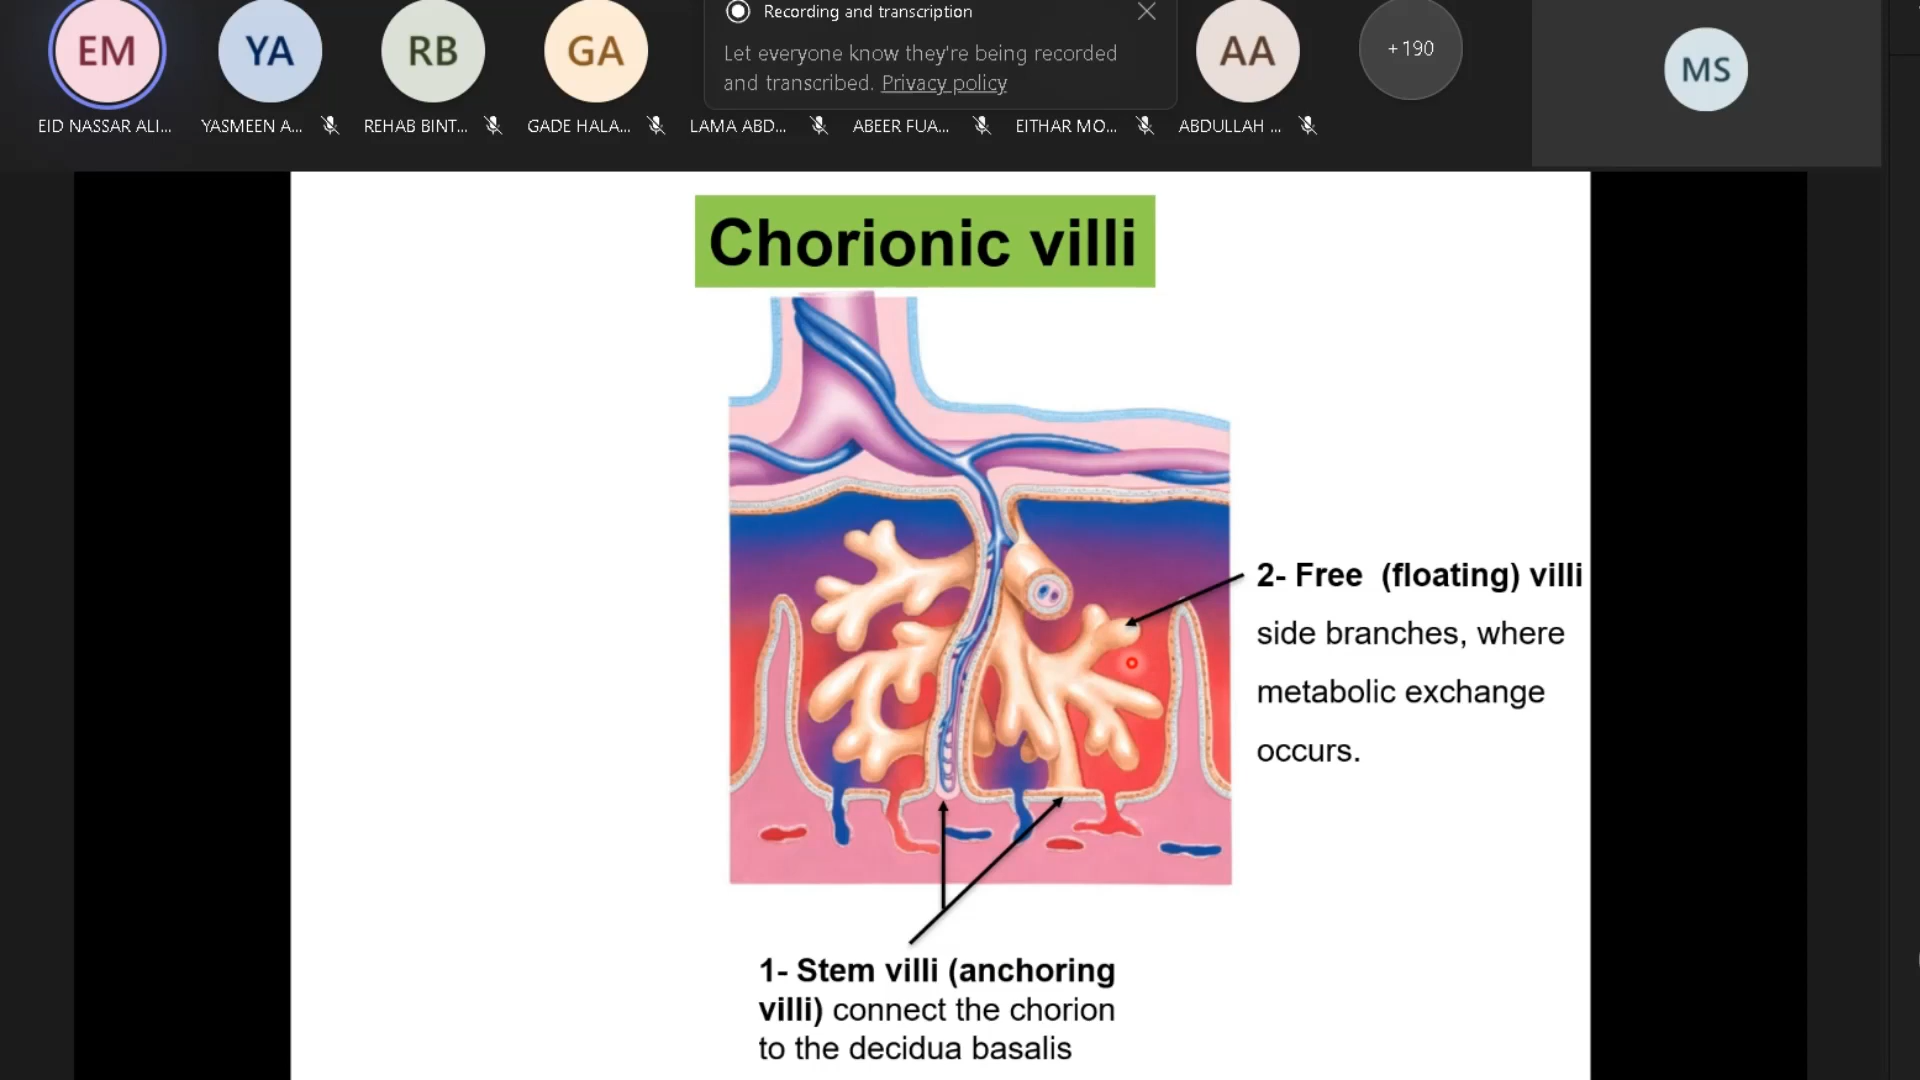 Recording and transcription
Let everyone know they're being recorded
and transcribed. Privacy policy
EM
YA
RB
GA
AA
+190
MS
EID NASSAR ALI...
YASMEEN A...
REHAB BINT...
GADE HALA...
LAMA ABD...
ABEER FUA...
EITHAR MO...
ABDULLAH ...
Chorionic villi
2- Free (floating) villi
side branches, where
metabolic exchange
occurs.
1- Stem villi (anchoring
villi) connect the chorion
to the decidua basalis